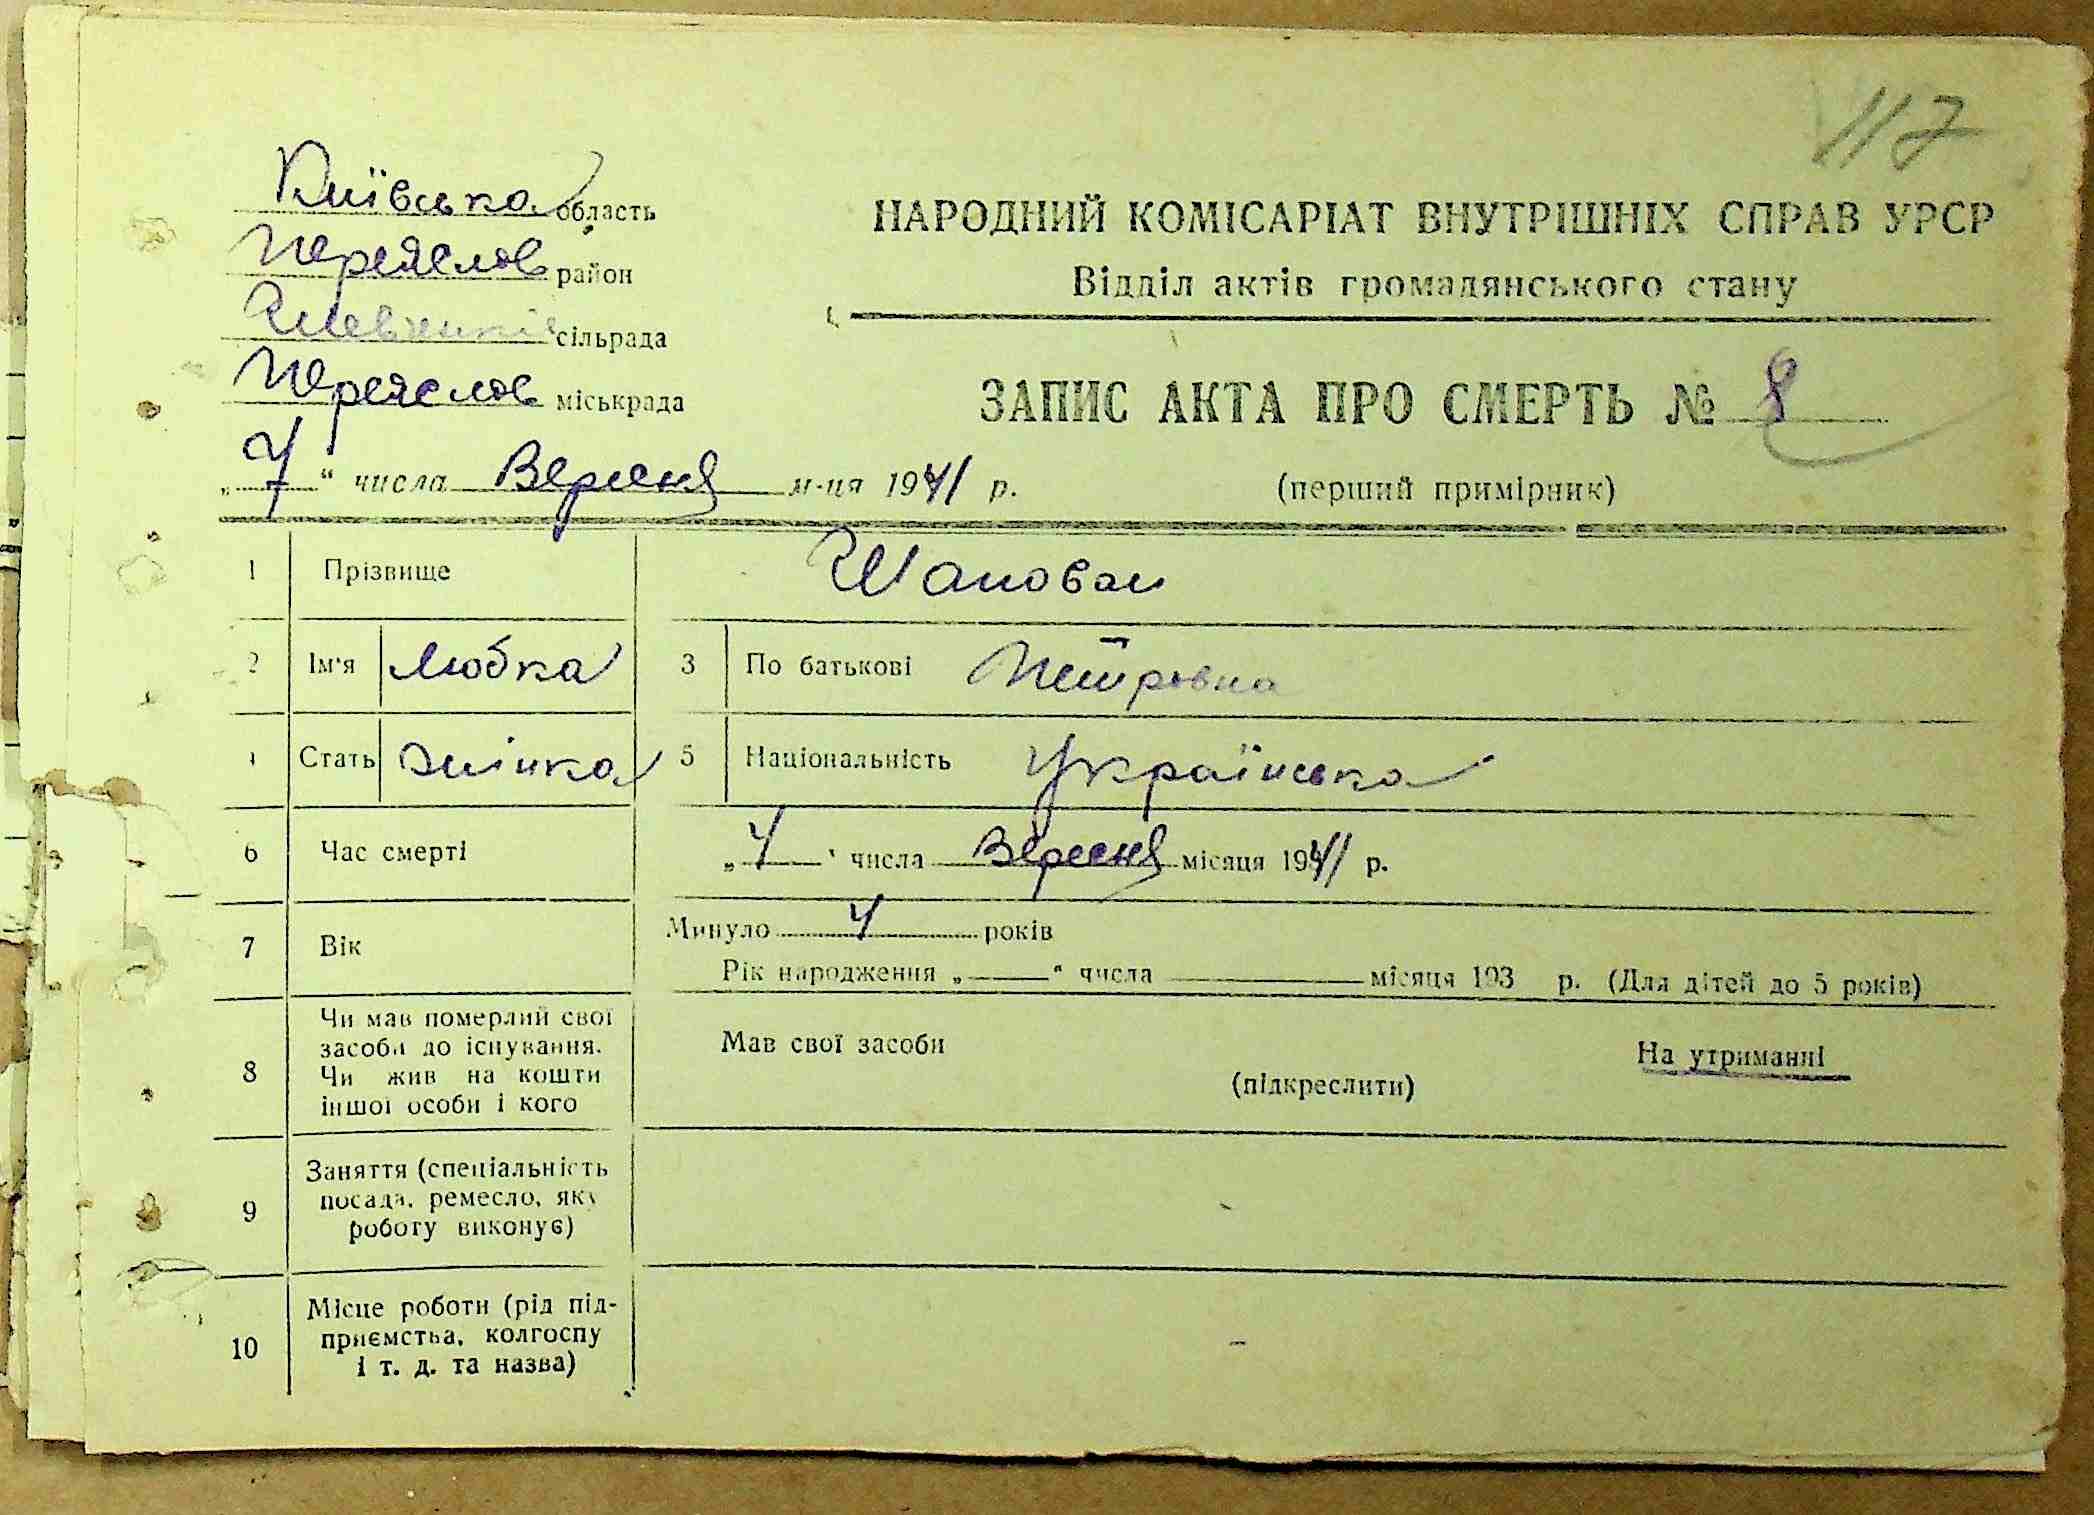 117
Київська область
Переяслов район
Шевченків сільрада
Переяслов міськрада
НАРОДНИЙ КОМІСАРІАТ ВНУТРІШНІХ СПРАВ УРСР
Відділ актів громадянського стану
ЗАПИС АКТА ПРО СМЕРТЬ № 8
„7“ числа Вересня м-ця 1941 р.
(перший примірник)
1 Прізвище Шаповал
2 Ім'я Любка 3 По батькові Петровна
4 Стать Жінка 5 Національність Українська
6 Час смерті „4“ числа Вересня місяця 1941 р.
7 Вік Минуло 4 років
Рік народження „ “ числа місяця 193 р. (Для дітей до 5 років)
8 Чи мав померлий свої
засоби до існування.
Чи жив на кошти
іншої особи і кого
Мав свої засоби
(підкреслити)
На утриманні
9 Заняття (спеціальність
посада, ремесло, яку
роботу виконує)
10 Місце роботи (рід під-
приємства, колгоспу
і т. д. та назва)